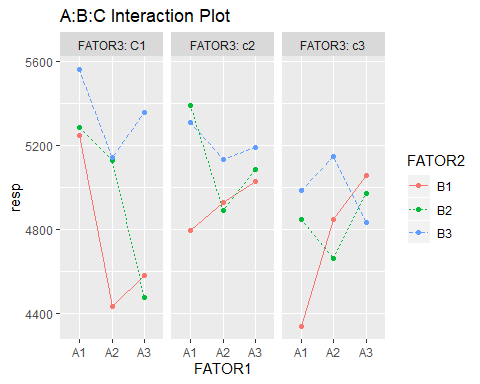 A:B:C Interaction Plot
FATOR3: C1
FATOR3: c2
FATOR3: c3
5600
5200
4800
4400
resp
A1 A2 A3
A1 A2 A3
A1 A2 A3
FATOR1
FATOR2
B1
B2
B3